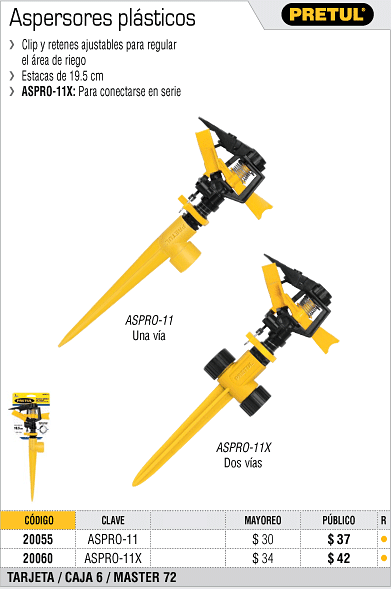 Aspersores plásticos
PRETUL®
› Clip y retenes ajustables para regular
el área de riego
› Estacas de 19.5 cm
› ASPRO-11X: Para conectarse en serie
ASPRO-11
Una vía
ASPRO-11X
Dos vías
PRETUL
CÓDIGO CLAVE MAYOREO PÚBLICO R
20055 ASPRO-11 $ 30 $ 37 •
20060 ASPRO-11X $ 34 $ 42 •
TARJETA / CAJA 6 / MASTER 72